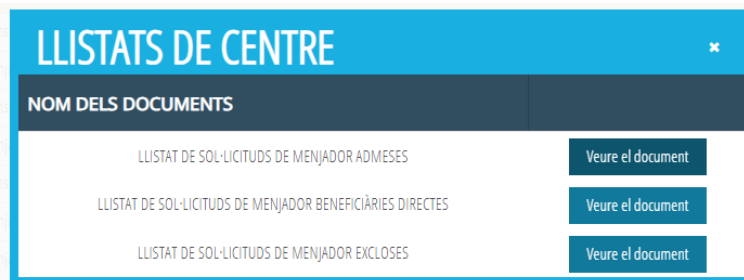 LLISTATS DE CENTRE
×
NOM DELS DOCUMENTS
LLISTAT DE SOL·LICITUDS DE MENJADOR ADMESES
Veure el document
LLISTAT DE SOL·LICITUDS DE MENJADOR BENEFICIÀRIES DIRECTES
Veure el document
LLISTAT DE SOL·LICITUDS DE MENJADOR EXCLOSES
Veure el document